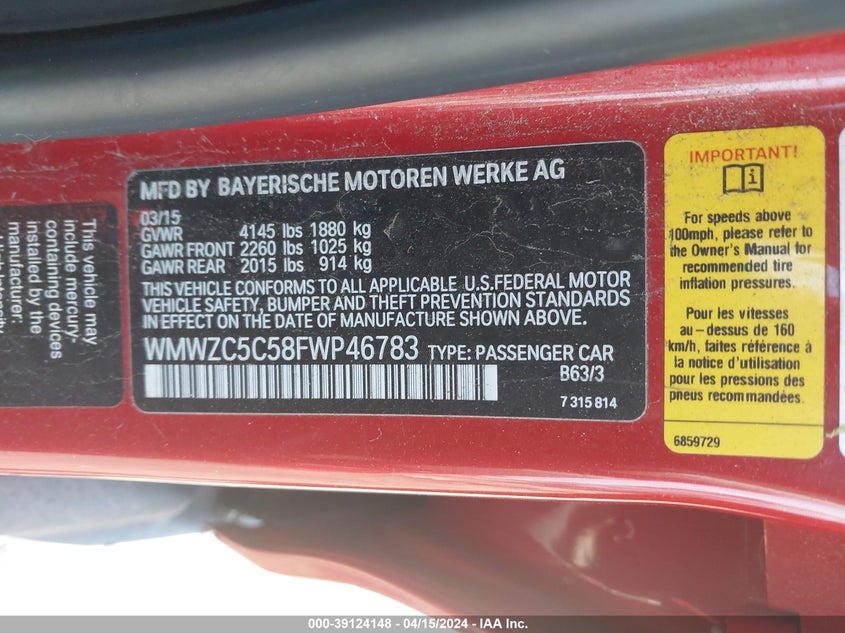 MFD BY BAYERISCHE MOTOREN WERKE AG
03/15
GVWR 4145 lbs 1880 kg
GAWR FRONT 2260 lbs 1025 kg
GAWR REAR 2015 lbs 914 kg
THIS VEHICLE CONFORMS TO ALL APPLICABLE U.S.FEDERAL MOTOR
VEHICLE SAFETY, BUMPER AND THEFT PREVENTION STANDARDS
IN EFFECT ON THE DATE OF MANUFACTURE SHOWN ABOVE.
WMWZC5C58FWP46783 TYPE: PASSENGER CAR
B63/3
7 315 814
This vehicle may
include mercury-
containing devices
installed by the
manufacturer:
IMPORTANT!
For speeds above
100mph, please refer to
the Owner's Manual for
recommended tire
inflation pressures.
Pour les vitesses
au-dessus de 160
km/h, faites référence à
la notice d'utilisation
pour les pressions des
pneus recommandées.
6859729
000-39124148 - 04/15/2024 - IAA Inc.